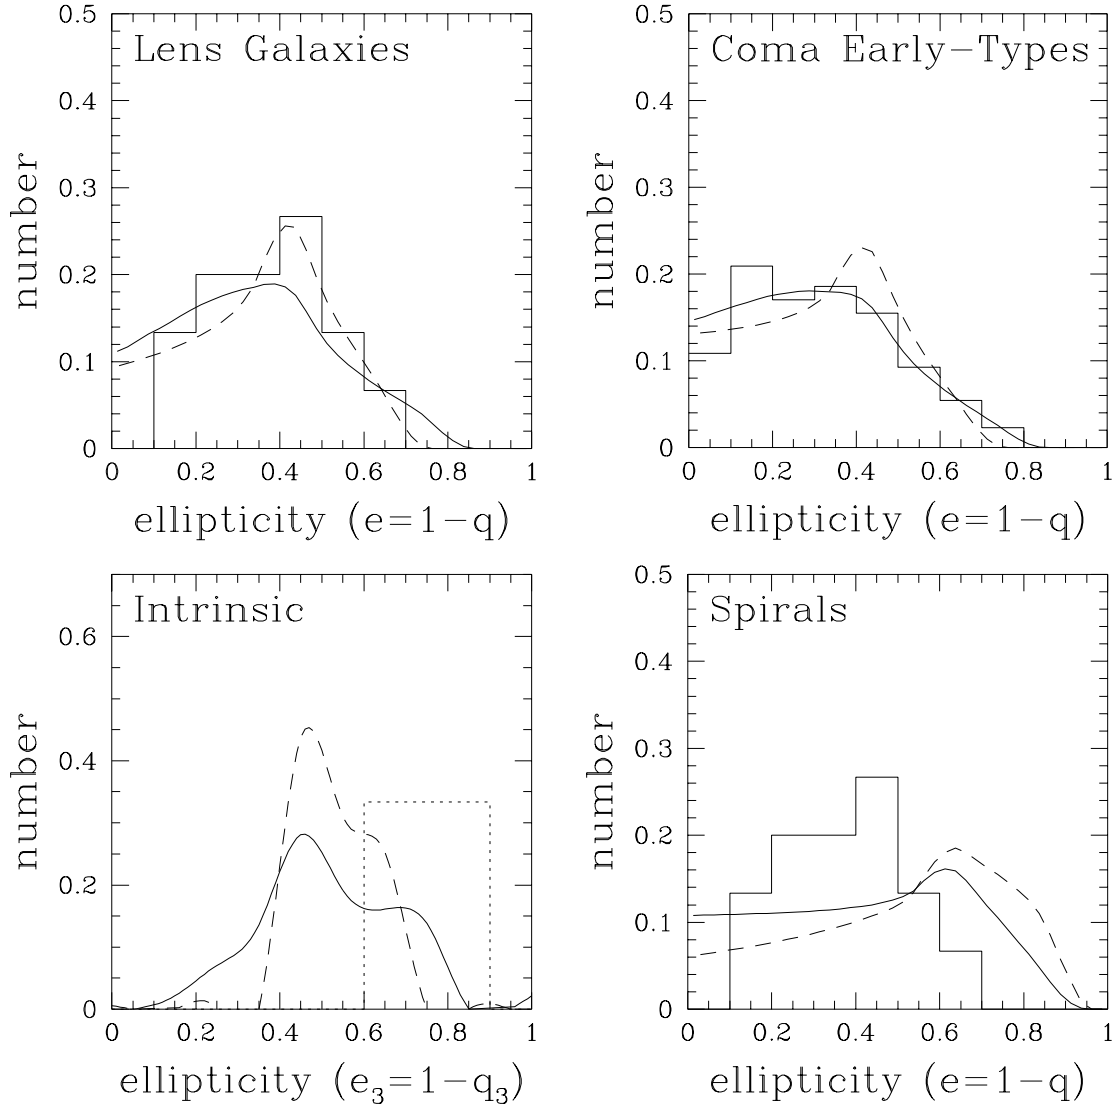 Lens Galaxies
number
0.5
0.4
0.3
0.2
0.1
0
0 0.2 0.4 0.6 0.8 1
ellipticity (e=1−q)
Coma Early−Types
number
0.5
0.4
0.3
0.2
0.1
0
0 0.2 0.4 0.6 0.8 1
ellipticity (e=1−q)
Intrinsic
number
0.6
0.4
0.2
0
0 0.2 0.4 0.6 0.8 1
ellipticity (e₃=1−q₃)
Spirals
number
0.5
0.4
0.3
0.2
0.1
0
0 0.2 0.4 0.6 0.8 1
ellipticity (e=1−q)